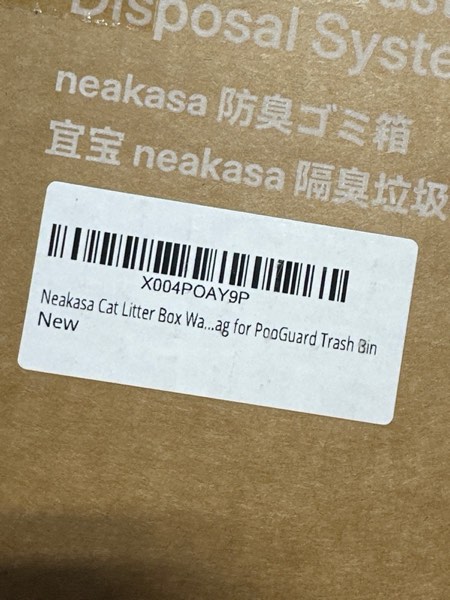 Disposal Syste
neakasa 防臭ゴミ箱
宜宝 neakasa 隔臭垃圾
X004POAY9P
Neakasa Cat Litter Box Wa...ag for PooGuard Trash Bin
New